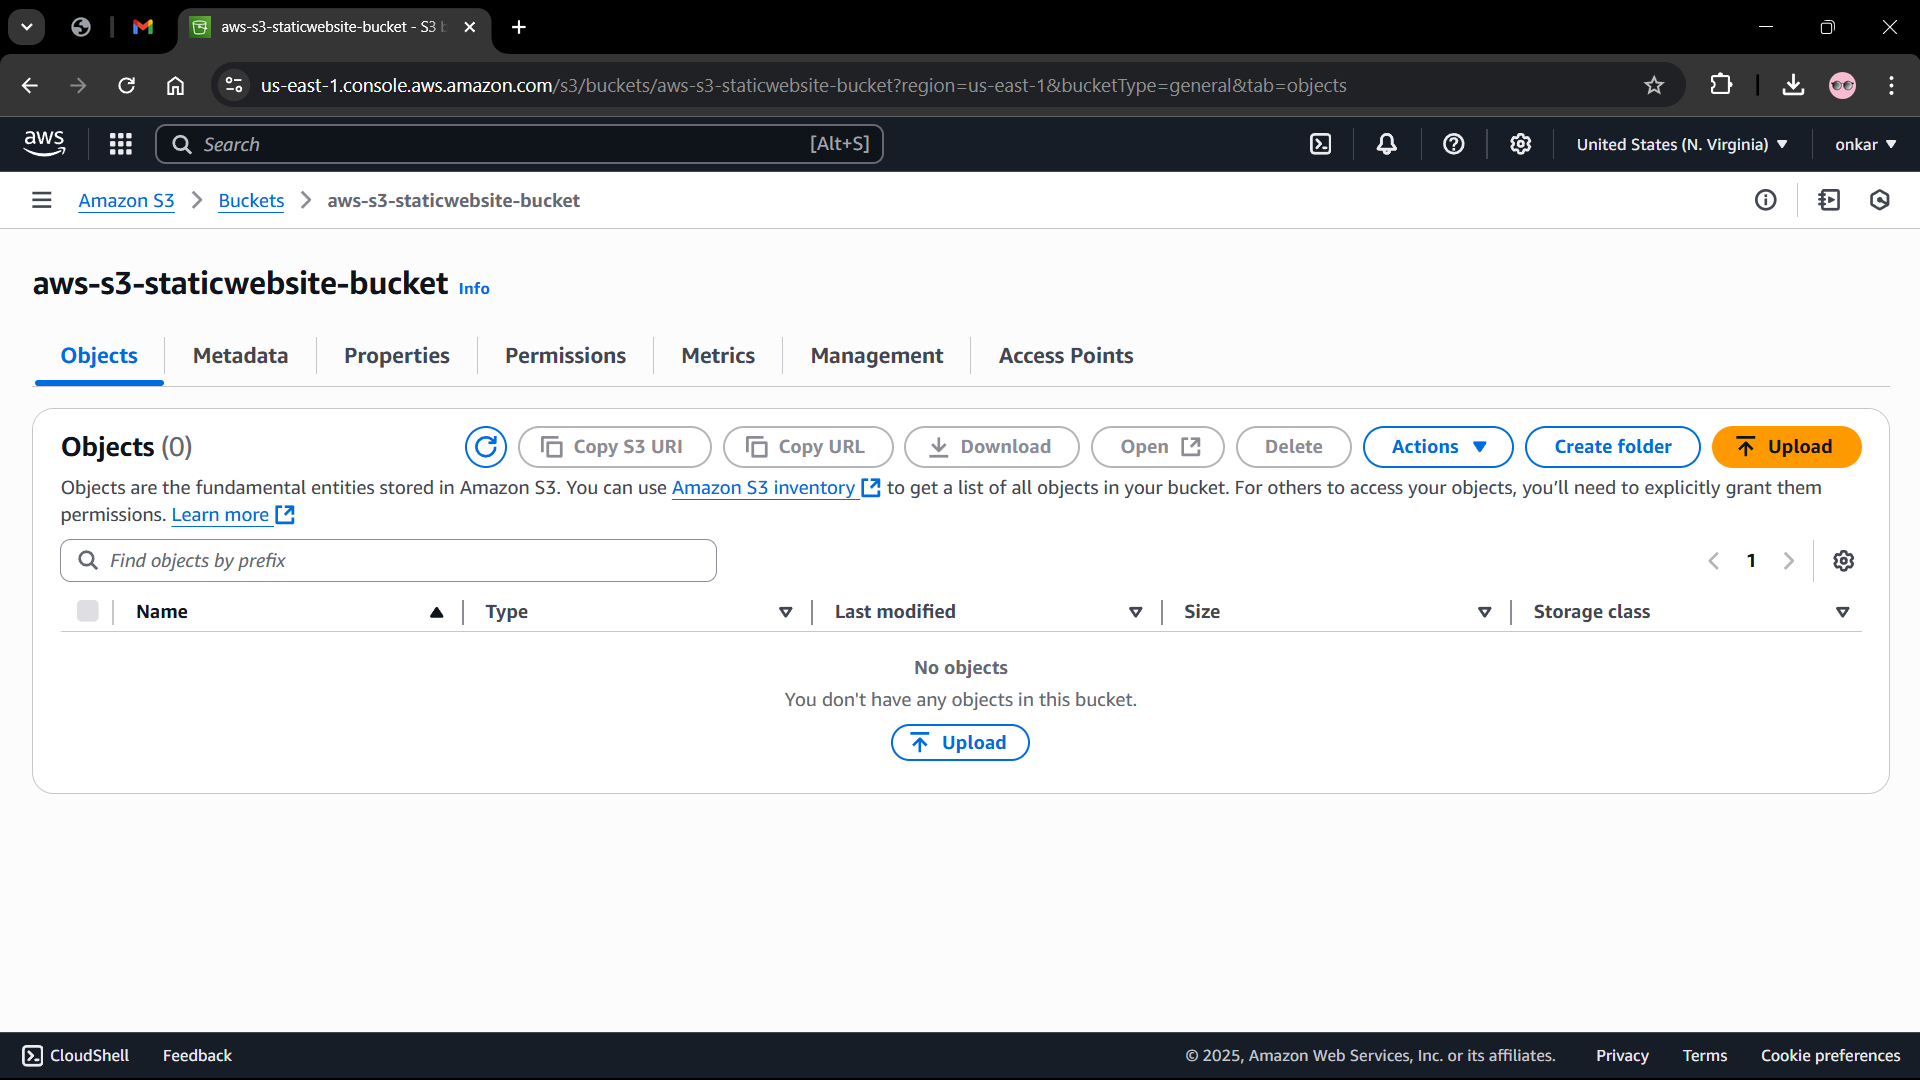 aws-s3-staticwebsite-bucket - S3 b
us-east-1.console.aws.amazon.com/s3/buckets/aws-s3-staticwebsite-bucket?region=us-east-1&bucketType=general&tab=objects
aws Search [Alt+S] United States (N. Virginia) onkar
Amazon S3 Buckets aws-s3-staticwebsite-bucket
aws-s3-staticwebsite-bucket Info
Objects Metadata Properties Permissions Metrics Management Access Points
Objects (0) Copy S3 URI Copy URL Download Open Delete Actions Create folder Upload
Objects are the fundamental entities stored in Amazon S3. You can use Amazon S3 inventory to get a list of all objects in your bucket. For others to access your objects, you’ll need to explicitly grant them
permissions. Learn more
Find objects by prefix 1
Name Type Last modified Size Storage class
No objects
You don't have any objects in this bucket.
Upload
CloudShell Feedback © 2025, Amazon Web Services, Inc. or its affiliates. Privacy Terms Cookie preferences